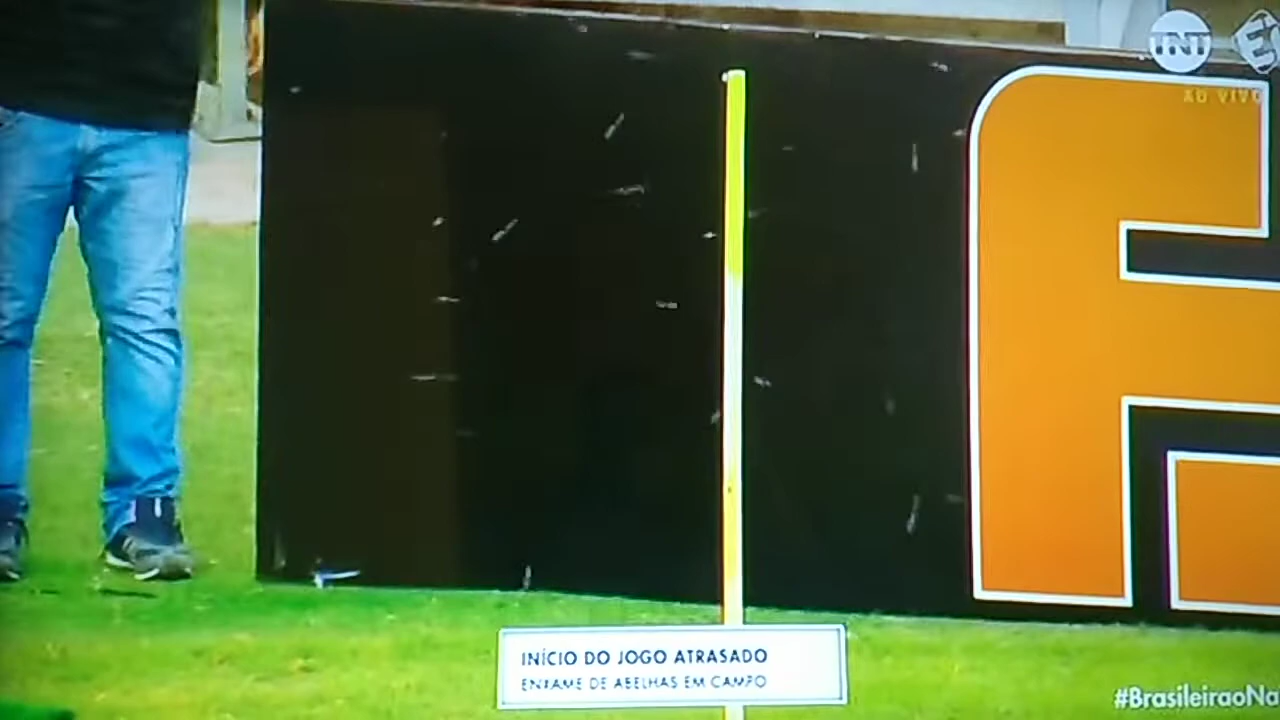 TNT
AO VIVO
INÍCIO DO JOGO ATRASADO
ENXAME DE ABELHAS EM CAMPO
#BrasileiraoNa